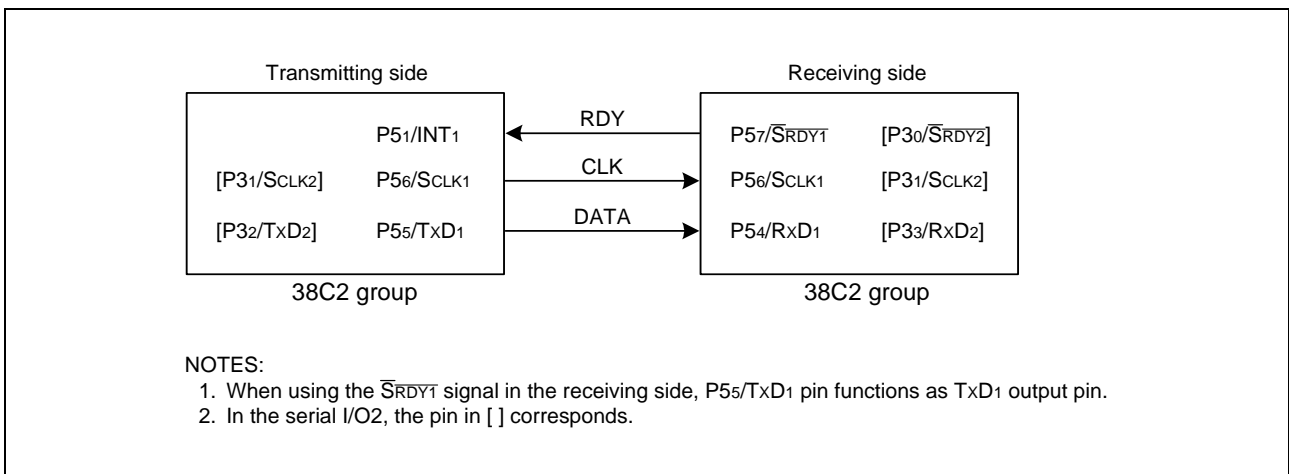 Transmitting side Receiving side
RDY
P51/INT1 P57/S̅R̅D̅Y̅1̅ [P30/S̅R̅D̅Y̅2̅]
CLK
[P31/SCLK2] P56/SCLK1 P56/SCLK1 [P31/SCLK2]
DATA
[P32/TxD2] P55/TxD1 P54/RxD1 [P33/RxD2]
38C2 group 38C2 group
NOTES:
1. When using the S̅R̅D̅Y̅1̅ signal in the receiving side, P55/TxD1 pin functions as TxD1 output pin.
2. In the serial I/O2, the pin in [ ] corresponds.